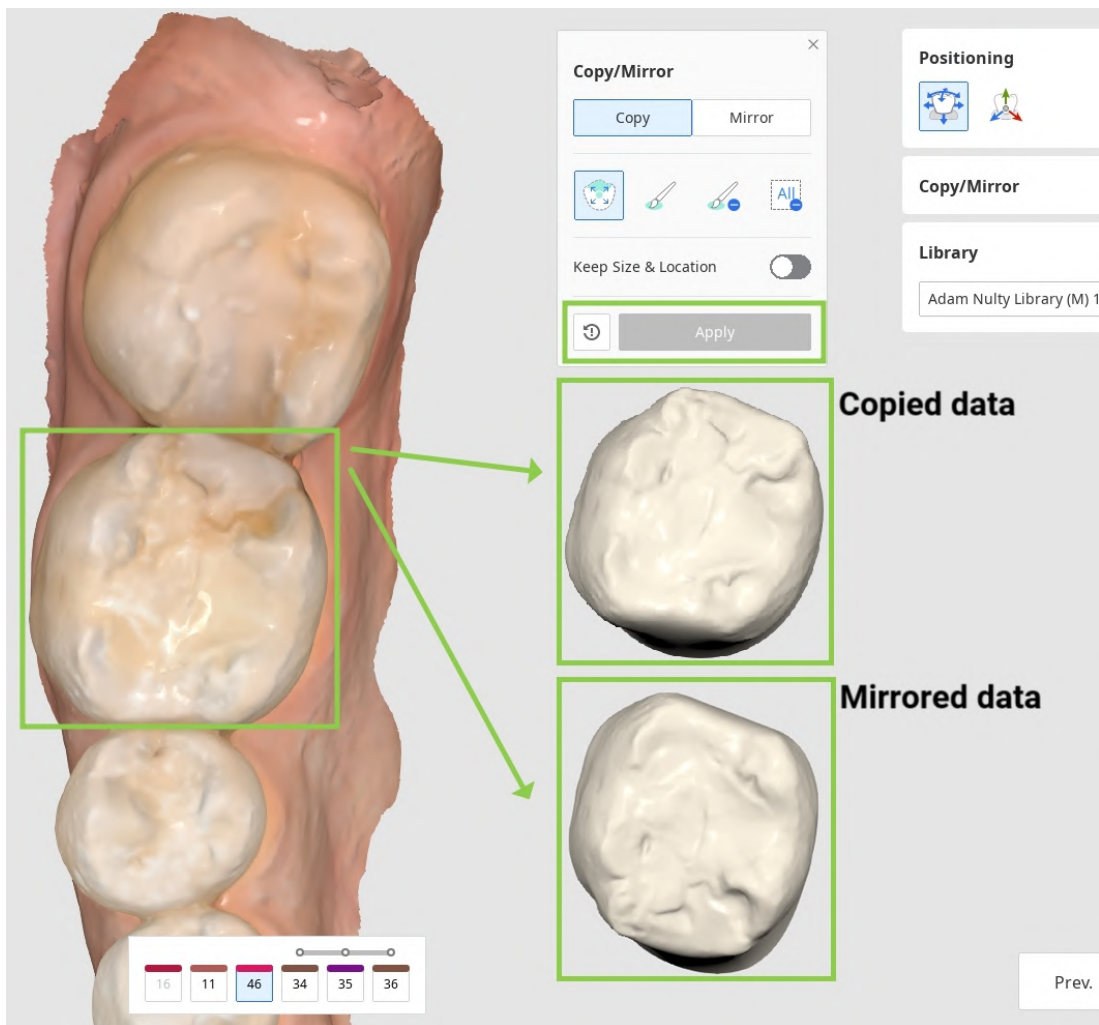 Copy/Mirror
Copy Mirror
All
Keep Size & Location
Apply
Positioning
Copy/Mirror
Library
Adam Nulty Library (M) 1
Copied data
Mirrored data
16 11 46 34 35 36
Prev.